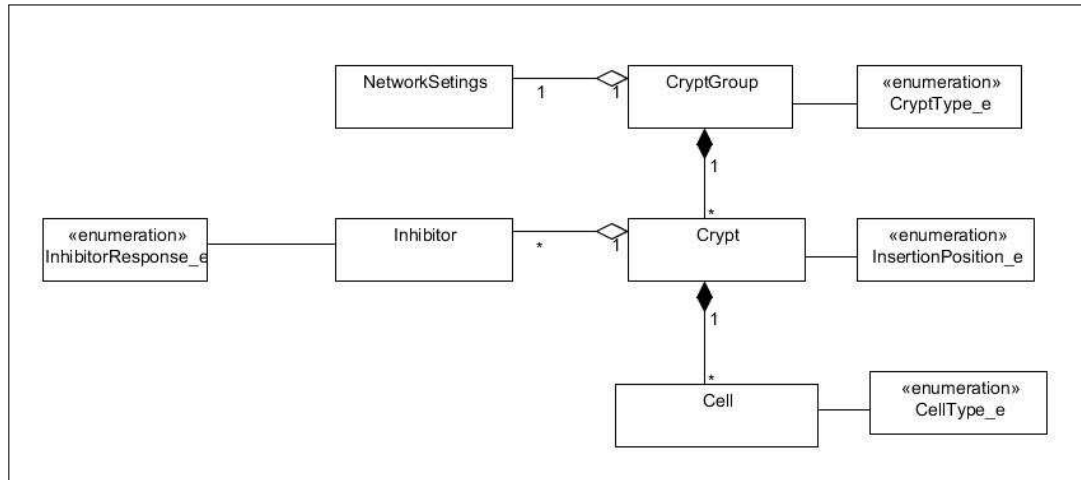 NetworkSetings
1
1
CryptGroup
«enumeration»
CryptType_e
1
*
«enumeration»
InhibitorResponse_e
Inhibitor
*
1
Crypt
«enumeration»
InsertionPosition_e
1
*
Cell
«enumeration»
CellType_e